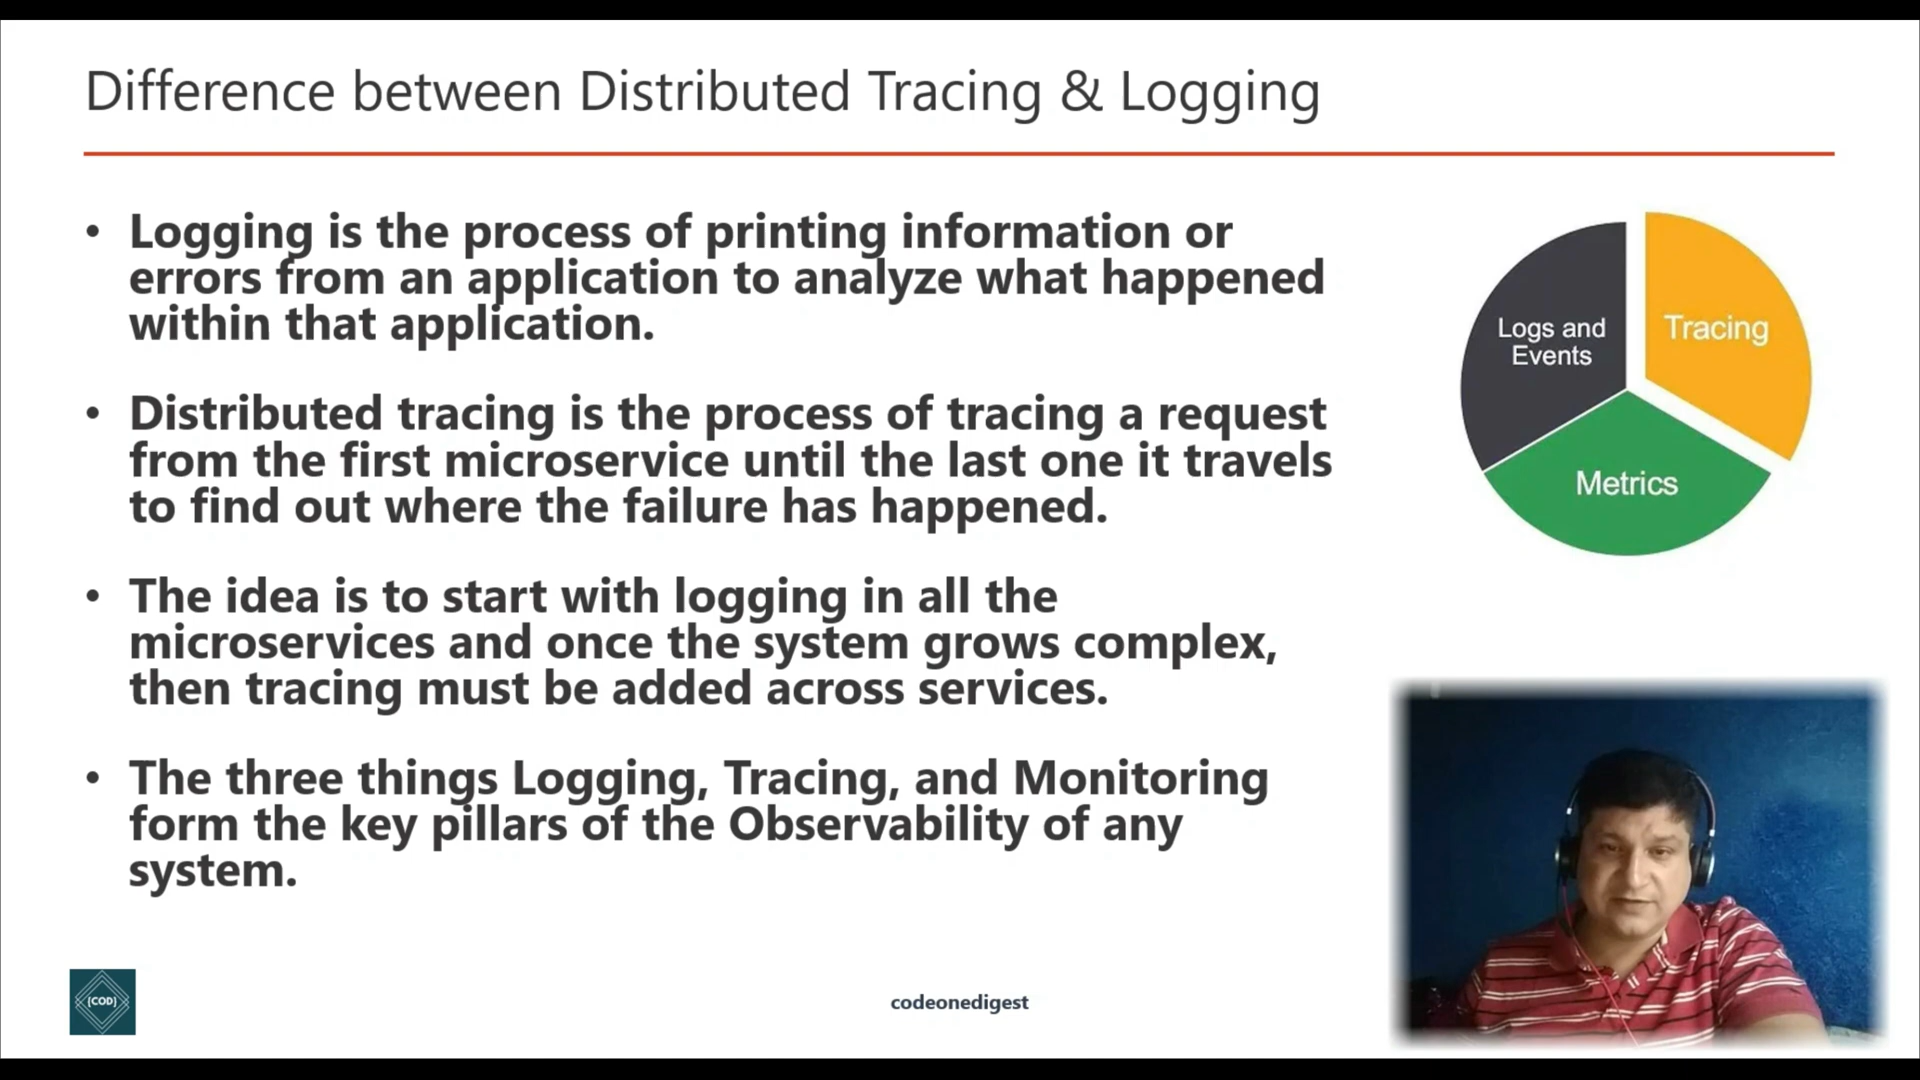 Difference between Distributed Tracing & Logging
• Logging is the process of printing information or
errors from an application to analyze what happened
within that application.
• Distributed tracing is the process of tracing a request
from the first microservice until the last one it travels
to find out where the failure has happened.
• The idea is to start with logging in all the
microservices and once the system grows complex,
then tracing must be added across services.
• The three things Logging, Tracing, and Monitoring
form the key pillars of the Observability of any
system.
Logs and
Events
Tracing
Metrics
{COD}
codeonedigest